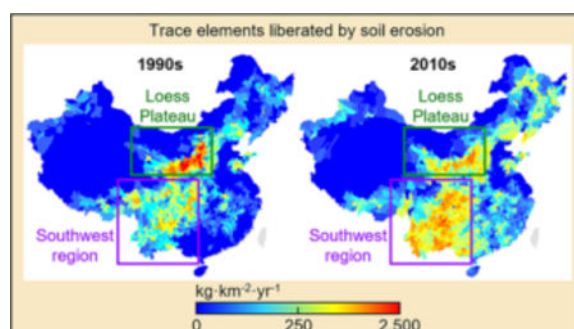 Trace elements liberated by soil erosion
1990s
2010s
Loess
Plateau
Loess
Plateau
Southwest
region
Southwest
region
kg·km⁻²·yr⁻¹
0
250
2,500